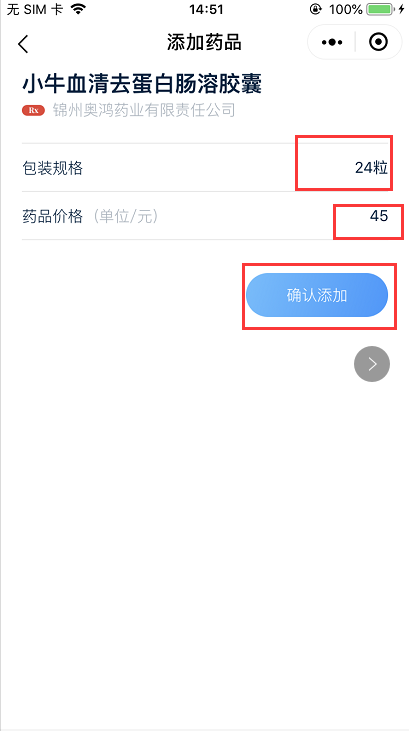 无 SIM 卡 14:51 100%
添加药品
小牛血清去蛋白肠溶胶囊
Rx 锦州奥鸿药业有限责任公司
包装规格 24粒
药品价格（单位/元） 45
确认添加